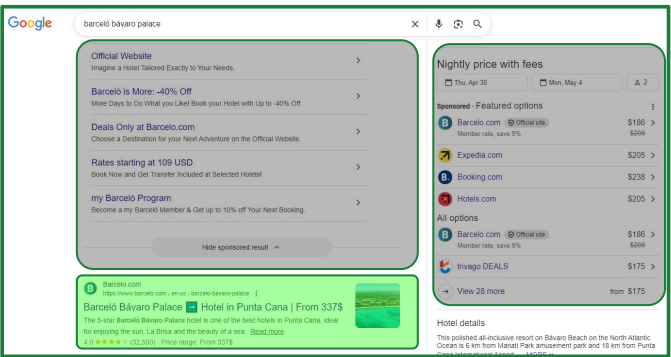 Google
barceló bávaro palace
Official Website
Imagine a Hotel Tailored Exactly to Your Needs.
Barceló is More: -40% Off
More Days to Do What you Like! Book your Hotel with Up to -40% Off
Deals Only at Barcelo.com
Choose a Destination for your Next Adventure on the Official Website.
Rates starting at 109 USD
Book Now and Get Transfer Included at Selected Hotels!
my Barceló Program
Become a my Barceló Member & Get up to 10% off Your Next Booking.
Hide sponsored result
B
Barcelo.com
https://www.barcelo.com › en-us › barcelo-bavaro-palace
Barceló Bávaro Palace ➡ Hotel in Punta Cana | From 337$
The 5-star Barceló Bávaro Palace hotel is one of the best hotels in Punta Cana, ideal
for enjoying the sun, La Brisa and the beauty of sea. Read more
4.0 ★★★★ (32,500) · Price range: From 337$
Nightly price with fees
Thu, Apr 30
Mon, May 4
2
Sponsored · Featured options
B Barcelo.com Official site $186
Member rate, save 9% $205
Expedia.com $205
B. Booking.com $238
Hotels.com $205
All options
B Barcelo.com Official site $186
Member rate, save 9% $205
trivago DEALS $175
View 28 more from $175
Hotel details
This polished all-inclusive resort on Bávaro Beach on the North Atlantic
Ocean is 6 km from Manatí Park amusement park and 18 km from Punta
Cana International Airport ... MORE